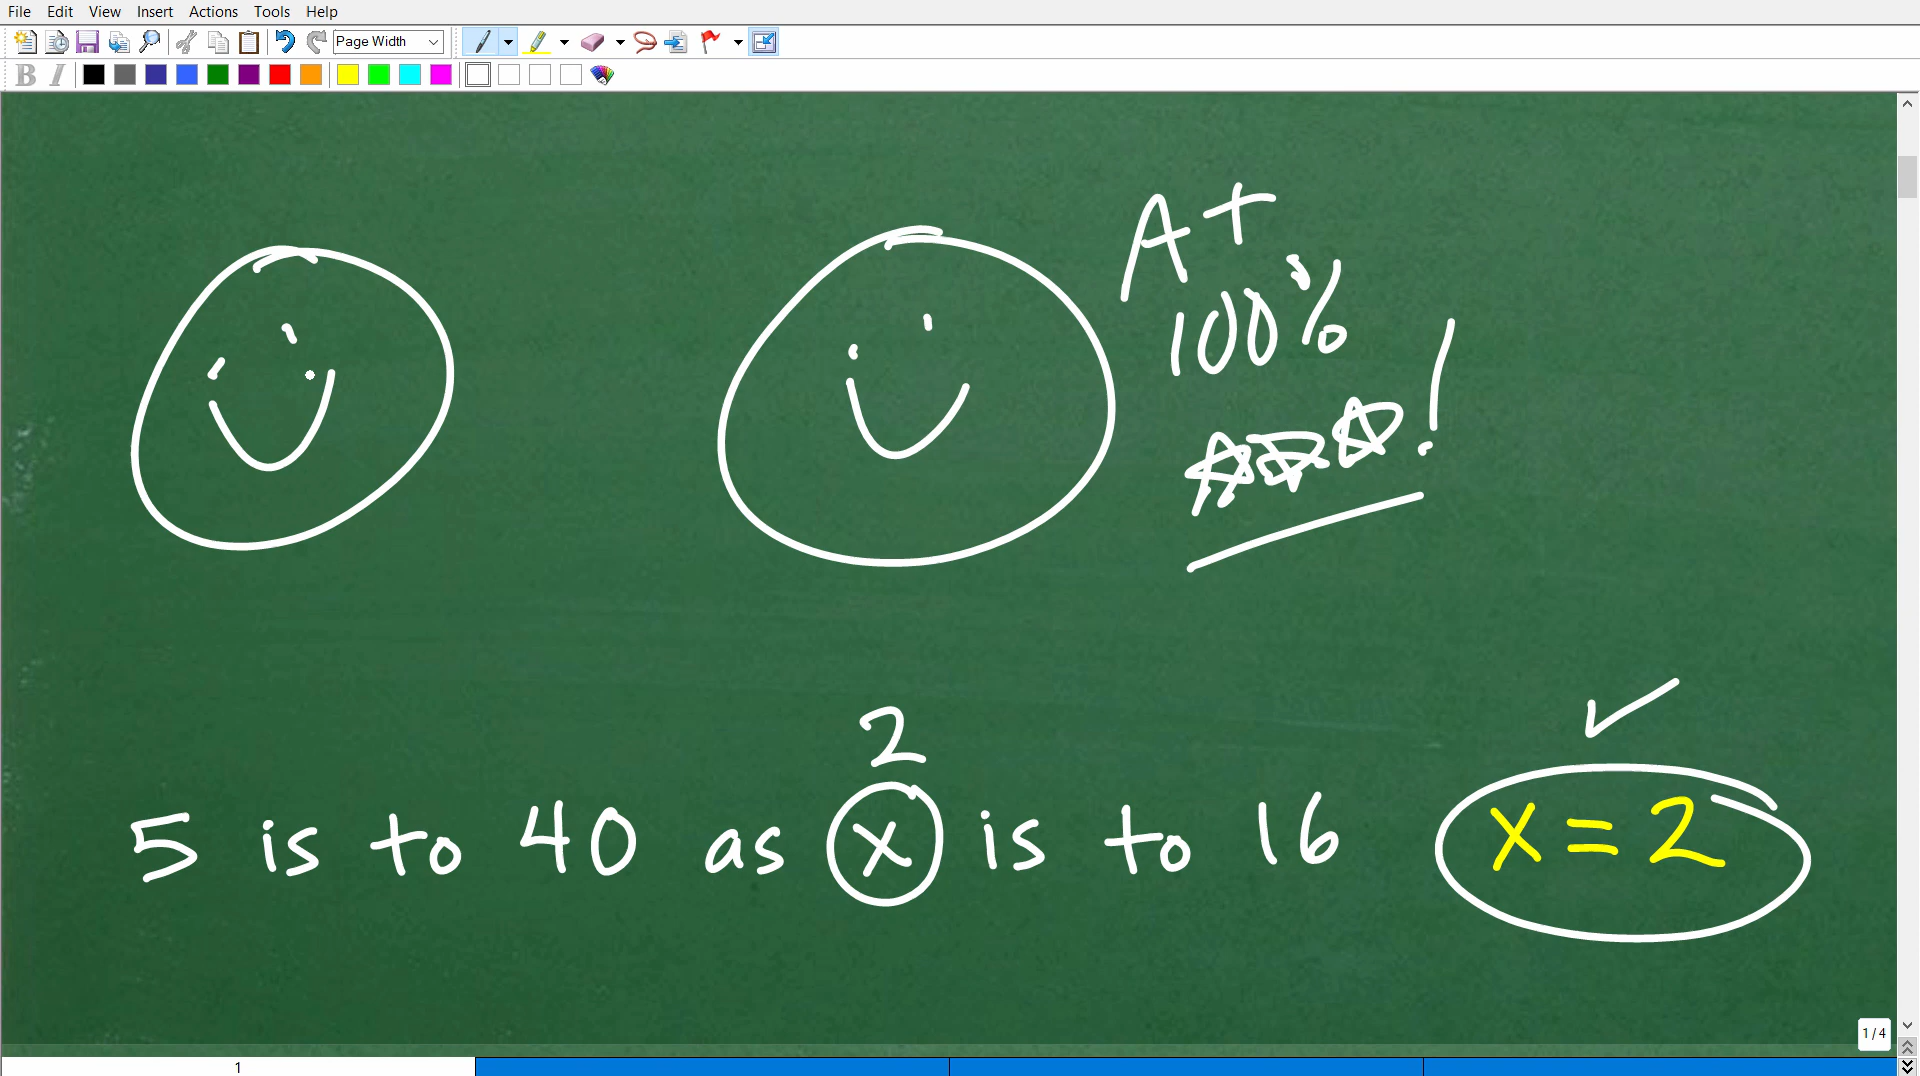 File Edit View Insert Actions Tools Help
Page Width
B I
A+
100%
!
2
5 is to 40 as x is to 16 x = 2
1 / 4
1